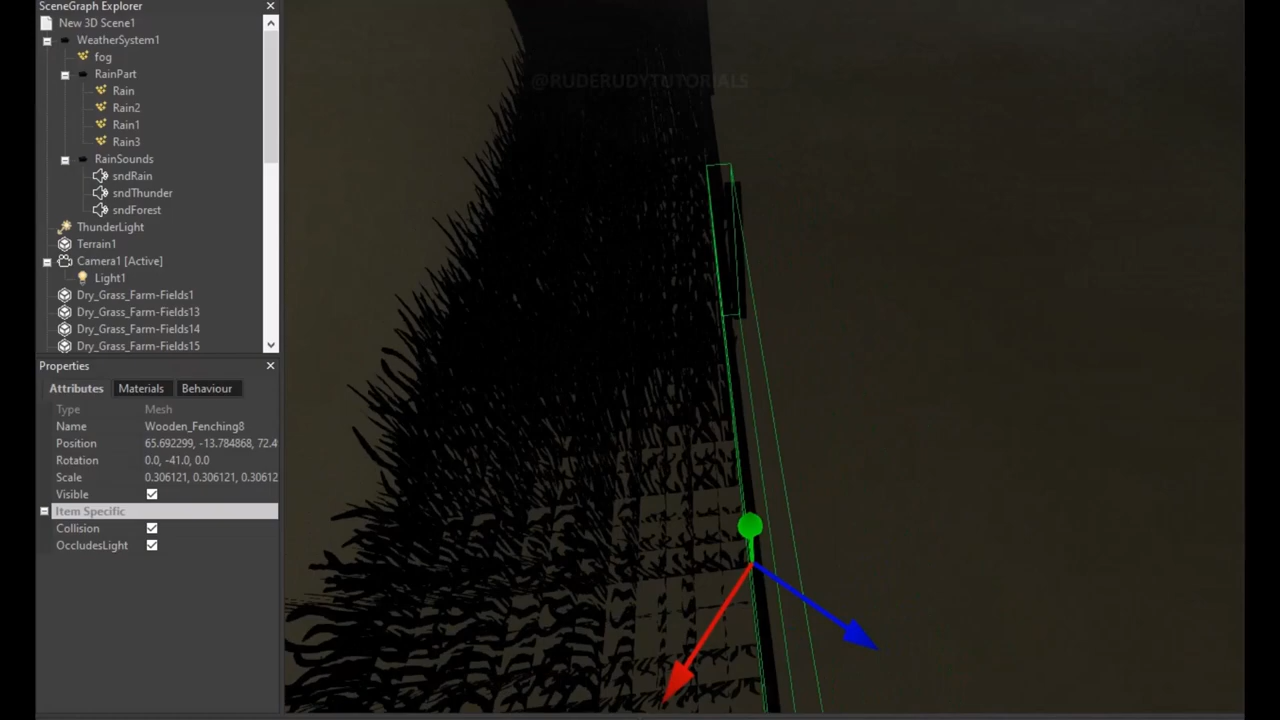 SceneGraph Explorer
New 3D Scene1
WeatherSystem1
fog
RainPart
Rain
Rain2
Rain1
Rain3
RainSounds
sndRain
sndThunder
sndForest
ThunderLight
Terrain1
Camera1 [Active]
Light1
Dry_Grass_Farm-Fields1
Dry_Grass_Farm-Fields13
Dry_Grass_Farm-Fields14
Dry_Grass_Farm-Fields15
Properties
Attributes Materials Behaviour
Type Mesh
Name Wooden_Fenching8
Position 65.692299, -13.784868, 72.4
Rotation 0.0, -41.0, 0.0
Scale 0.306121, 0.306121, 0.30612
Visible
Item Specific
Collision
OccludesLight
@RUDERUDYTUTORIALS